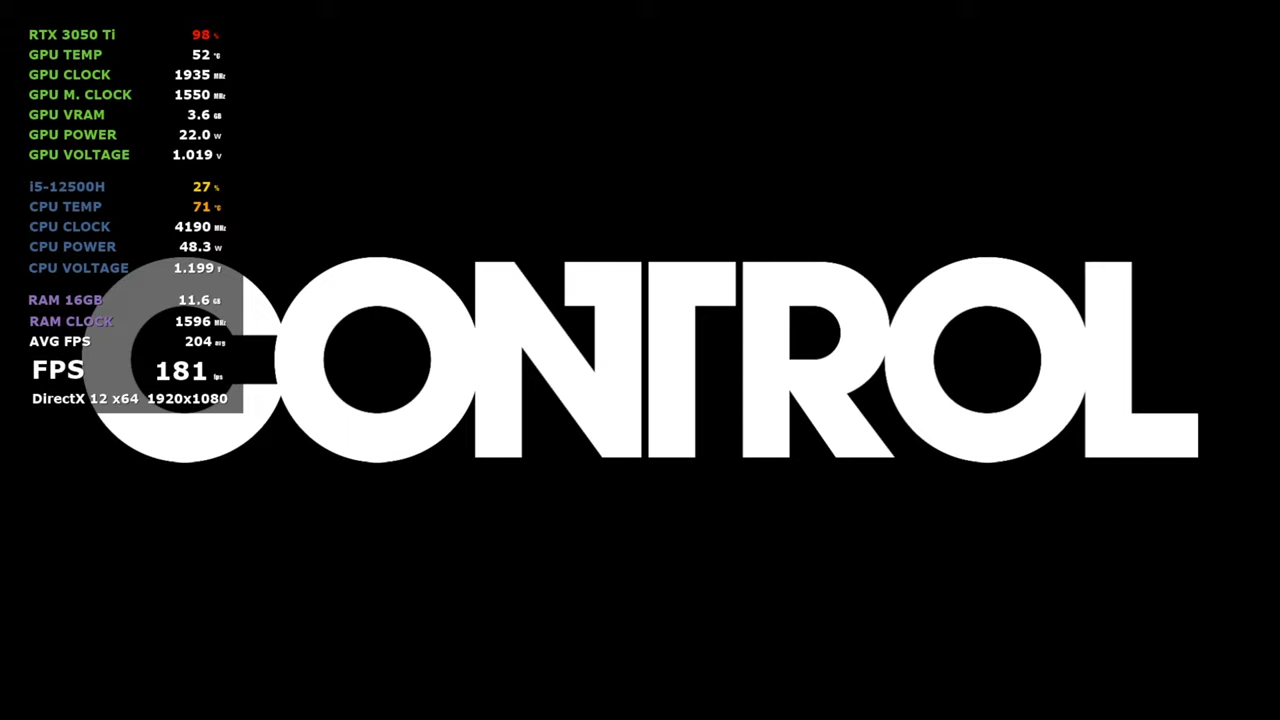 RTX 3050 Ti 98 %
GPU TEMP 52 °C
GPU CLOCK 1935 MHz
GPU M. CLOCK 1550 MHz
GPU VRAM 3.6 GB
GPU POWER 22.0 W
GPU VOLTAGE 1.019 V
i5-12500H 27 %
CPU TEMP 71 °C
CPU CLOCK 4190 MHz
CPU POWER 48.3 W
CPU VOLTAGE 1.199 V
RAM 16GB 11.6 GB
RAM CLOCK 1596 MHz
AVG FPS 204 avg
FPS 181 fps
DirectX 12 x64 1920x1080
CONTROL